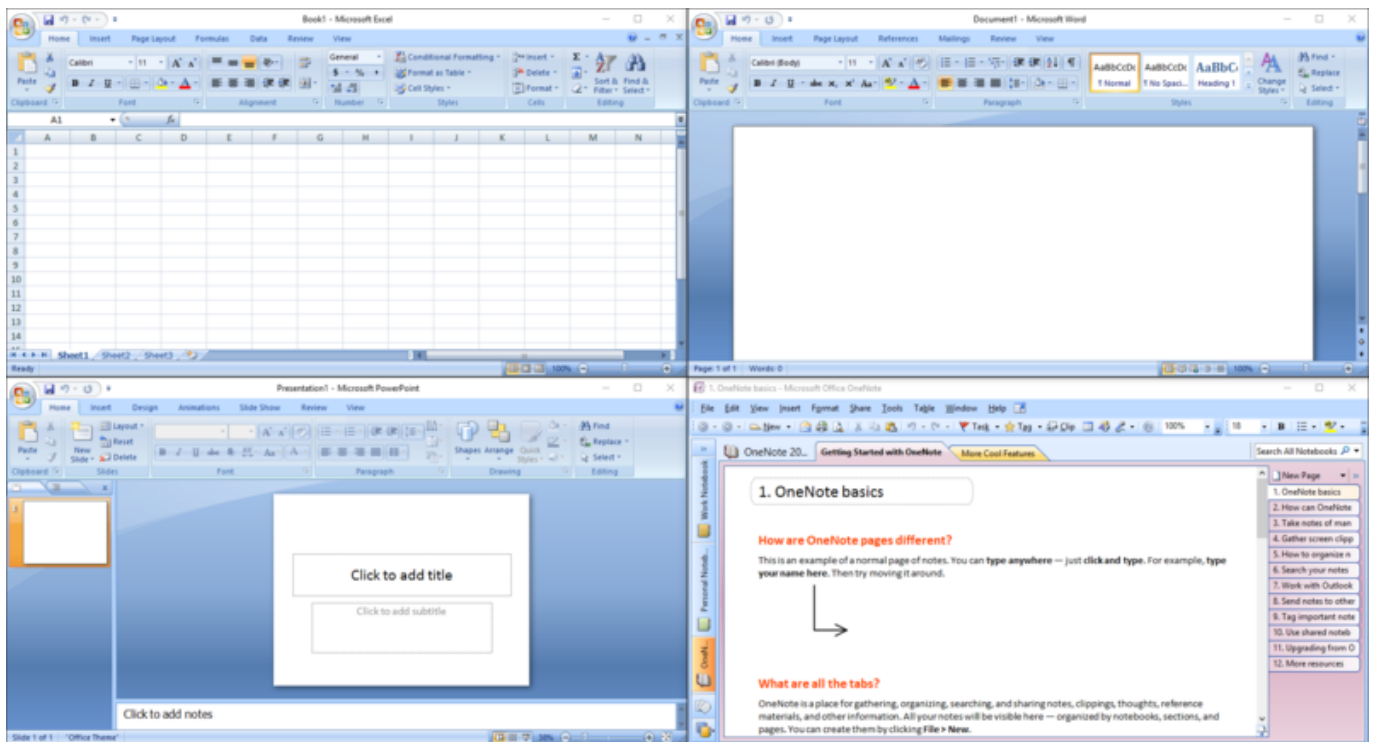 Book1 - Microsoft Excel
Home Insert Page Layout Formulas Data Review View
Paste
Calibri 11
B I U
General
$ % ,
Conditional Formatting
Format as Table
Cell Styles
Insert
Delete
Format
Sort & Filter
Find & Select
Clipboard Font Alignment Number Styles Cells Editing
A1 fx
A B C D E F G H I J K L M N
1
2
3
4
5
6
7
8
9
10
11
12
13
14
Sheet1 Sheet2 Sheet3
Ready 100%
Document1 - Microsoft Word
Home Insert Page Layout References Mailings Review View
Paste
Calibri (Body) 11
B I U abc x, x² Aa A
AaBbCcDc AaBbCcDc AaBbC
¶ Normal ¶ No Spaci... Heading 1
Change Styles
Find
Replace
Select
Clipboard Font Paragraph Styles Editing
Page: 1 of 1 Words: 0 100%
Presentation1 - Microsoft PowerPoint
Home Insert Design Animations Slide Show Review View
Paste
New Slide
Layout
Reset
Delete
B I U abc S AV Aa A
Shapes Arrange Quick Styles
Find
Replace
Select
Clipboard Slides Font Paragraph Drawing Editing
1
Click to add title
Click to add subtitle
Click to add notes
Slide 1 of 1 "Office Theme" 58%
1. OneNote basics - Microsoft Office OneNote
File Edit View Insert Format Share Tools Table Window Help
New Task Tag Clip 100% 18 B
OneNote 20... Getting Started with OneNote More Cool Features Search All Notebooks
Work Notebook
Personal Noteb...
OneN...
1. OneNote basics
How are OneNote pages different?
This is an example of a normal page of notes. You can type anywhere — just click and type. For example, type
your name here. Then try moving it around.
What are all the tabs?
OneNote is a place for gathering, organizing, searching, and sharing notes, clippings, thoughts, reference
materials, and other information. All your notes will be visible here — organized by notebooks, sections, and
pages. You can create them by clicking File > New.
New Page
1. OneNote basics
2. How can OneNote
3. Take notes of man
4. Gather screen clipp
5. How to organize n
6. Search your notes
7. Work with Outlook
8. Send notes to other
9. Tag important note
10. Use shared noteb
11. Upgrading from O
12. More resources